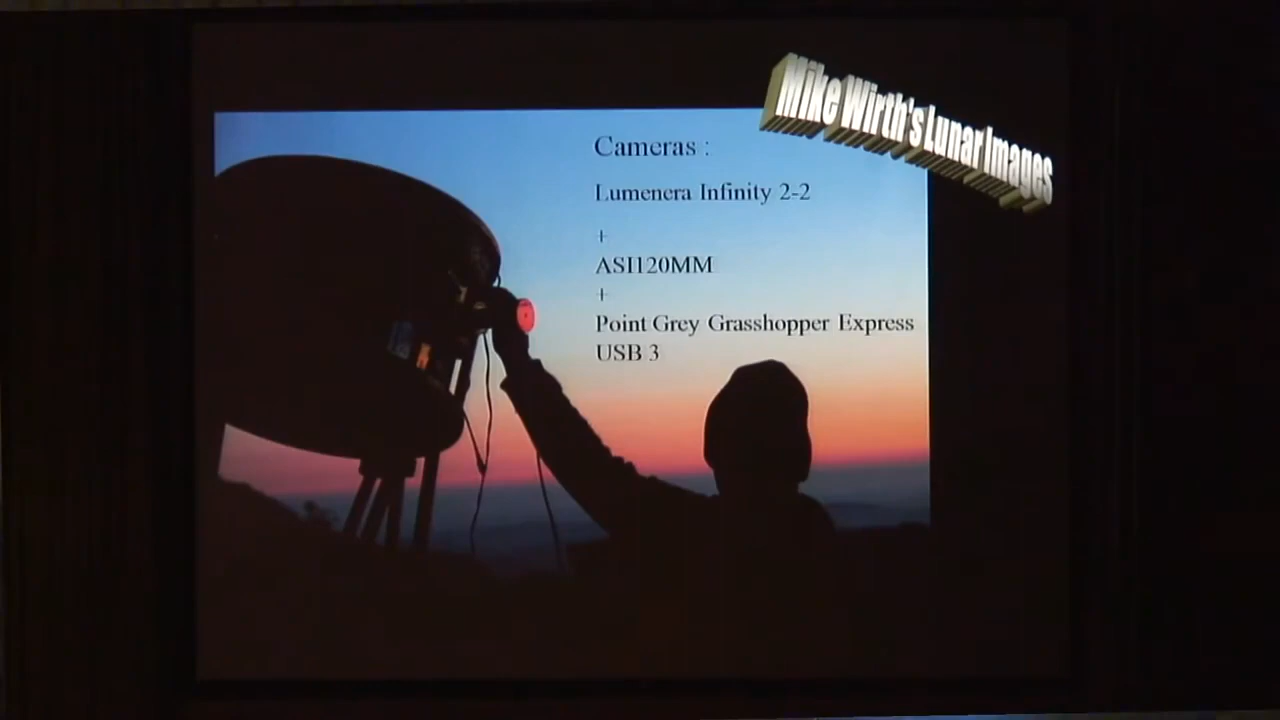 Mike Wirth's Lunar Images
Cameras :
Lumenera Infinity 2-2
+
ASI120MM
+
Point Grey Grasshopper Express
USB 3